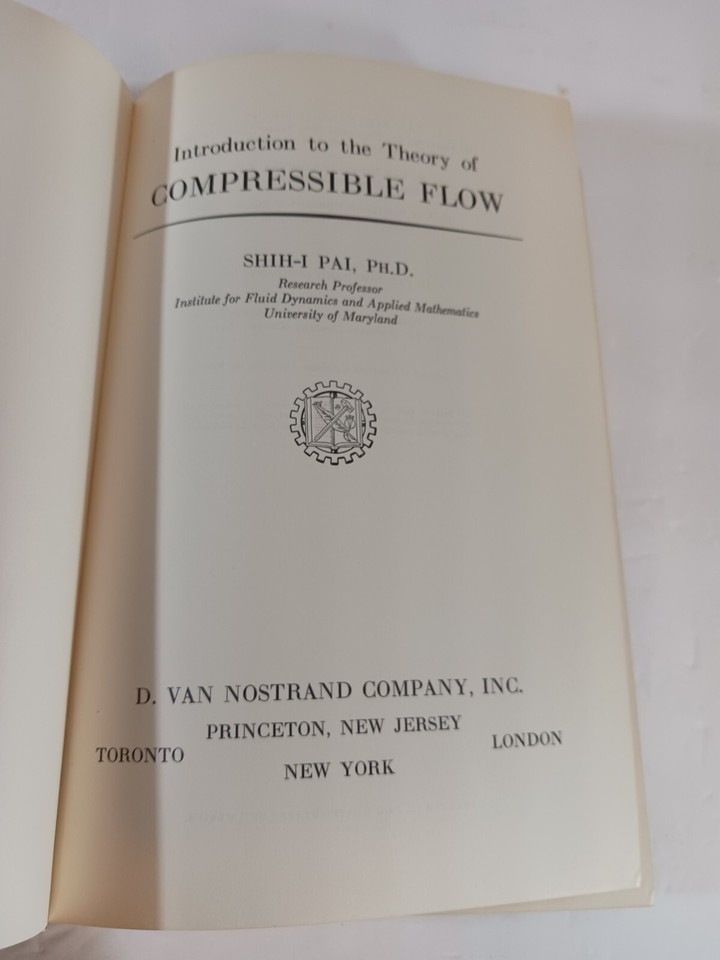 Introduction to the Theory of
COMPRESSIBLE FLOW
SHIH-I PAI, PH.D.
Research Professor
Institute for Fluid Dynamics and Applied Mathematics
University of Maryland
D. VAN NOSTRAND COMPANY, INC.
PRINCETON, NEW JERSEY
TORONTO
LONDON
NEW YORK